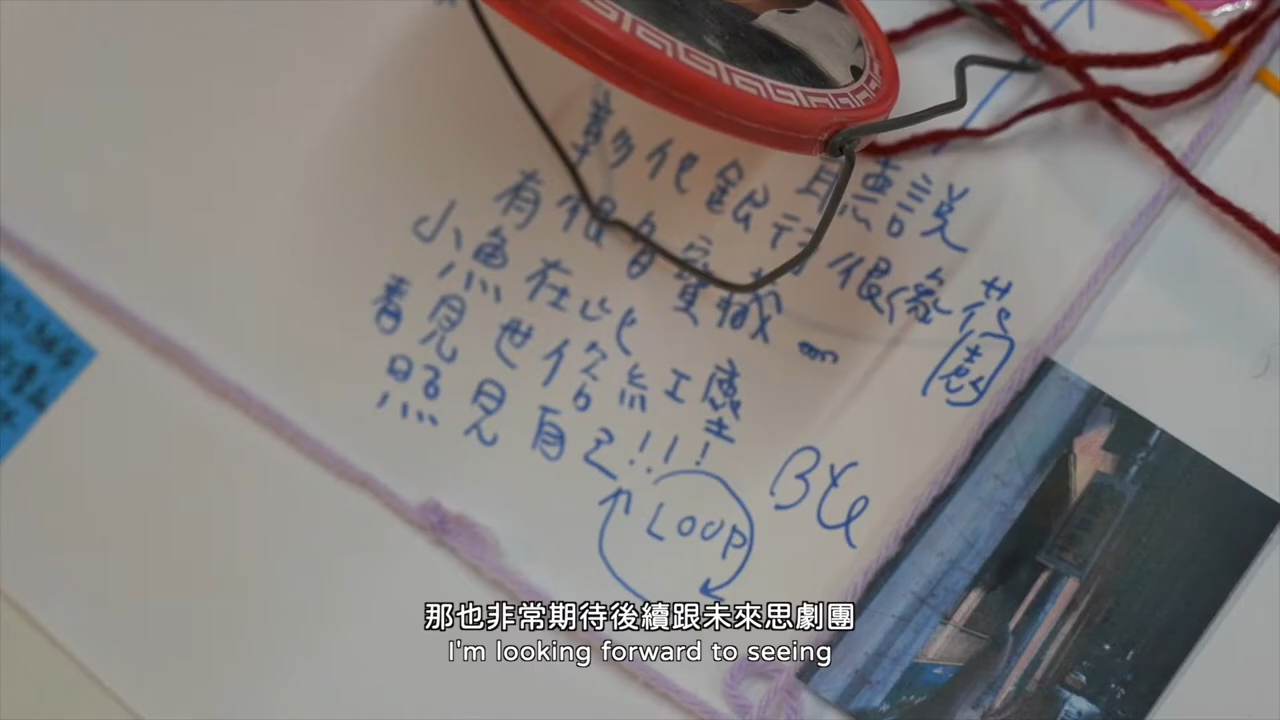 聽說
彰化銀行很像花園
有很多寶藏
小魚在此
看見世俗紅塵
照見自己!!!
Bye
LOOP
那也非常期待後續跟未來思劇團
I'm looking forward to seeing